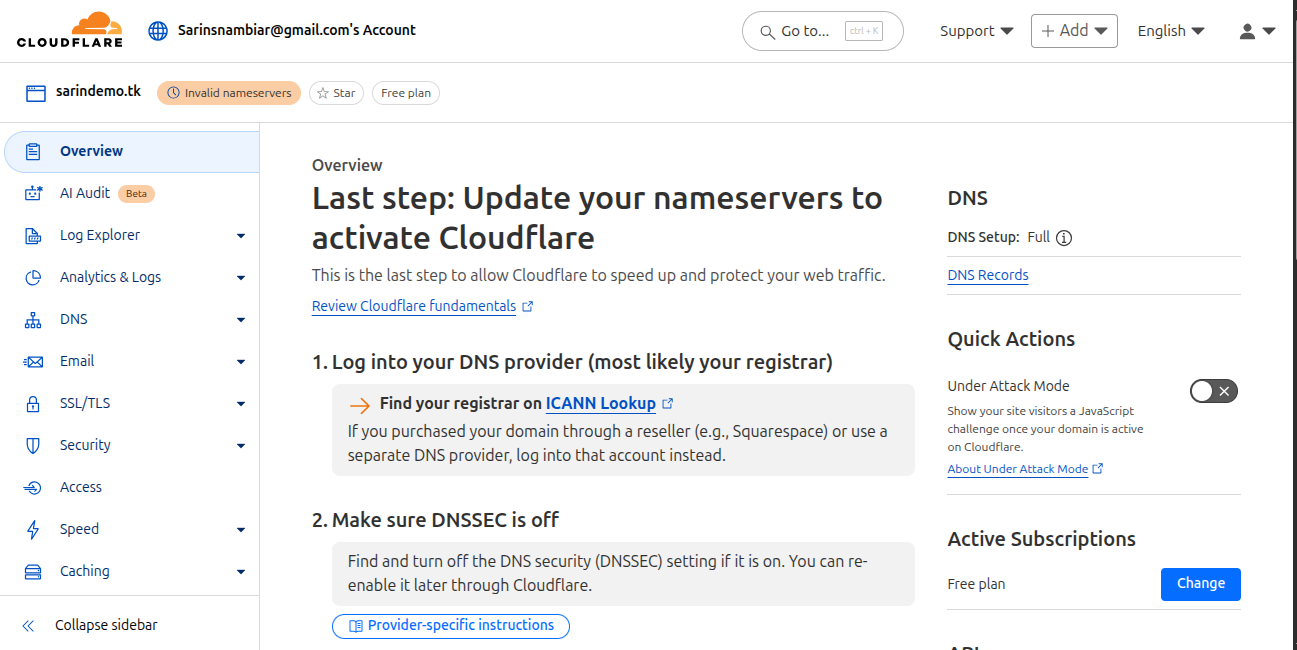 CLOUDFLARE
Sarinsnambiar@gmail.com's Account
Go to...
ctrl + K
Support
+ Add
English
sarindemo.tk
Invalid nameservers
Star
Free plan
Overview
AI Audit
Beta
Log Explorer
Analytics & Logs
DNS
Email
SSL/TLS
Security
Access
Speed
Caching
Collapse sidebar
Overview
Last step: Update your nameservers to
activate Cloudflare
This is the last step to allow Cloudflare to speed up and protect your web traffic.
Review Cloudflare fundamentals
1. Log into your DNS provider (most likely your registrar)
Find your registrar on ICANN Lookup
If you purchased your domain through a reseller (e.g., Squarespace) or use a
separate DNS provider, log into that account instead.
2. Make sure DNSSEC is off
Find and turn off the DNS security (DNSSEC) setting if it is on. You can re-
enable it later through Cloudflare.
Provider-specific instructions
DNS
DNS Setup: Full
DNS Records
Quick Actions
Under Attack Mode
Show your site visitors a JavaScript
challenge once your domain is active
on Cloudflare.
About Under Attack Mode
Active Subscriptions
Free plan
Change